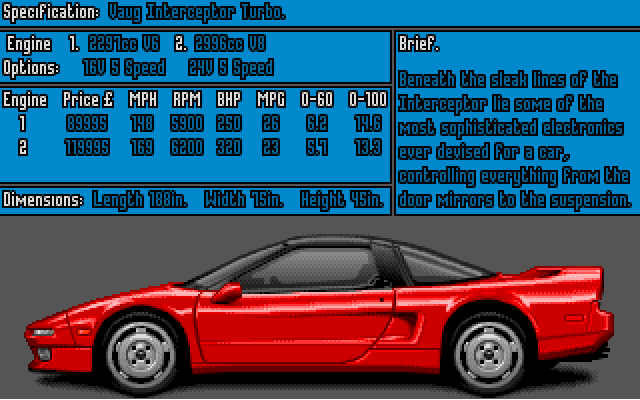 Specification: Vaug Interceptor Turbo.
Engine 1. 2291cc V6 2. 2996cc V8
Options: 16V 5 Speed 24V 5 Speed
Engine Price£ MPH RPM BHP MPG 0-60 0-100
1 89995 148 5900 250 26 6.2 14.6
2 119995 169 6200 320 23 5.7 13.3
Dimensions: Length 188in. Width 75in. Height 45in.
Brief.
Beneath the sleak lines of the
Interceptor lie some of the
most sophisticated electronics
ever devised for a car,
controlling everything from the
door mirrors to the suspension.